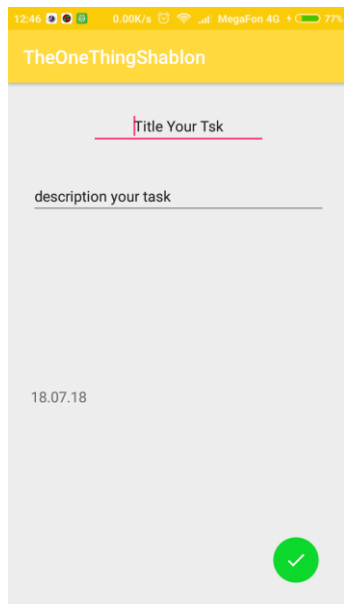 12:46 0.00K/s MegaFon 4G 77%
TheOneThingShablon
Title Your Tsk
description your task
18.07.18